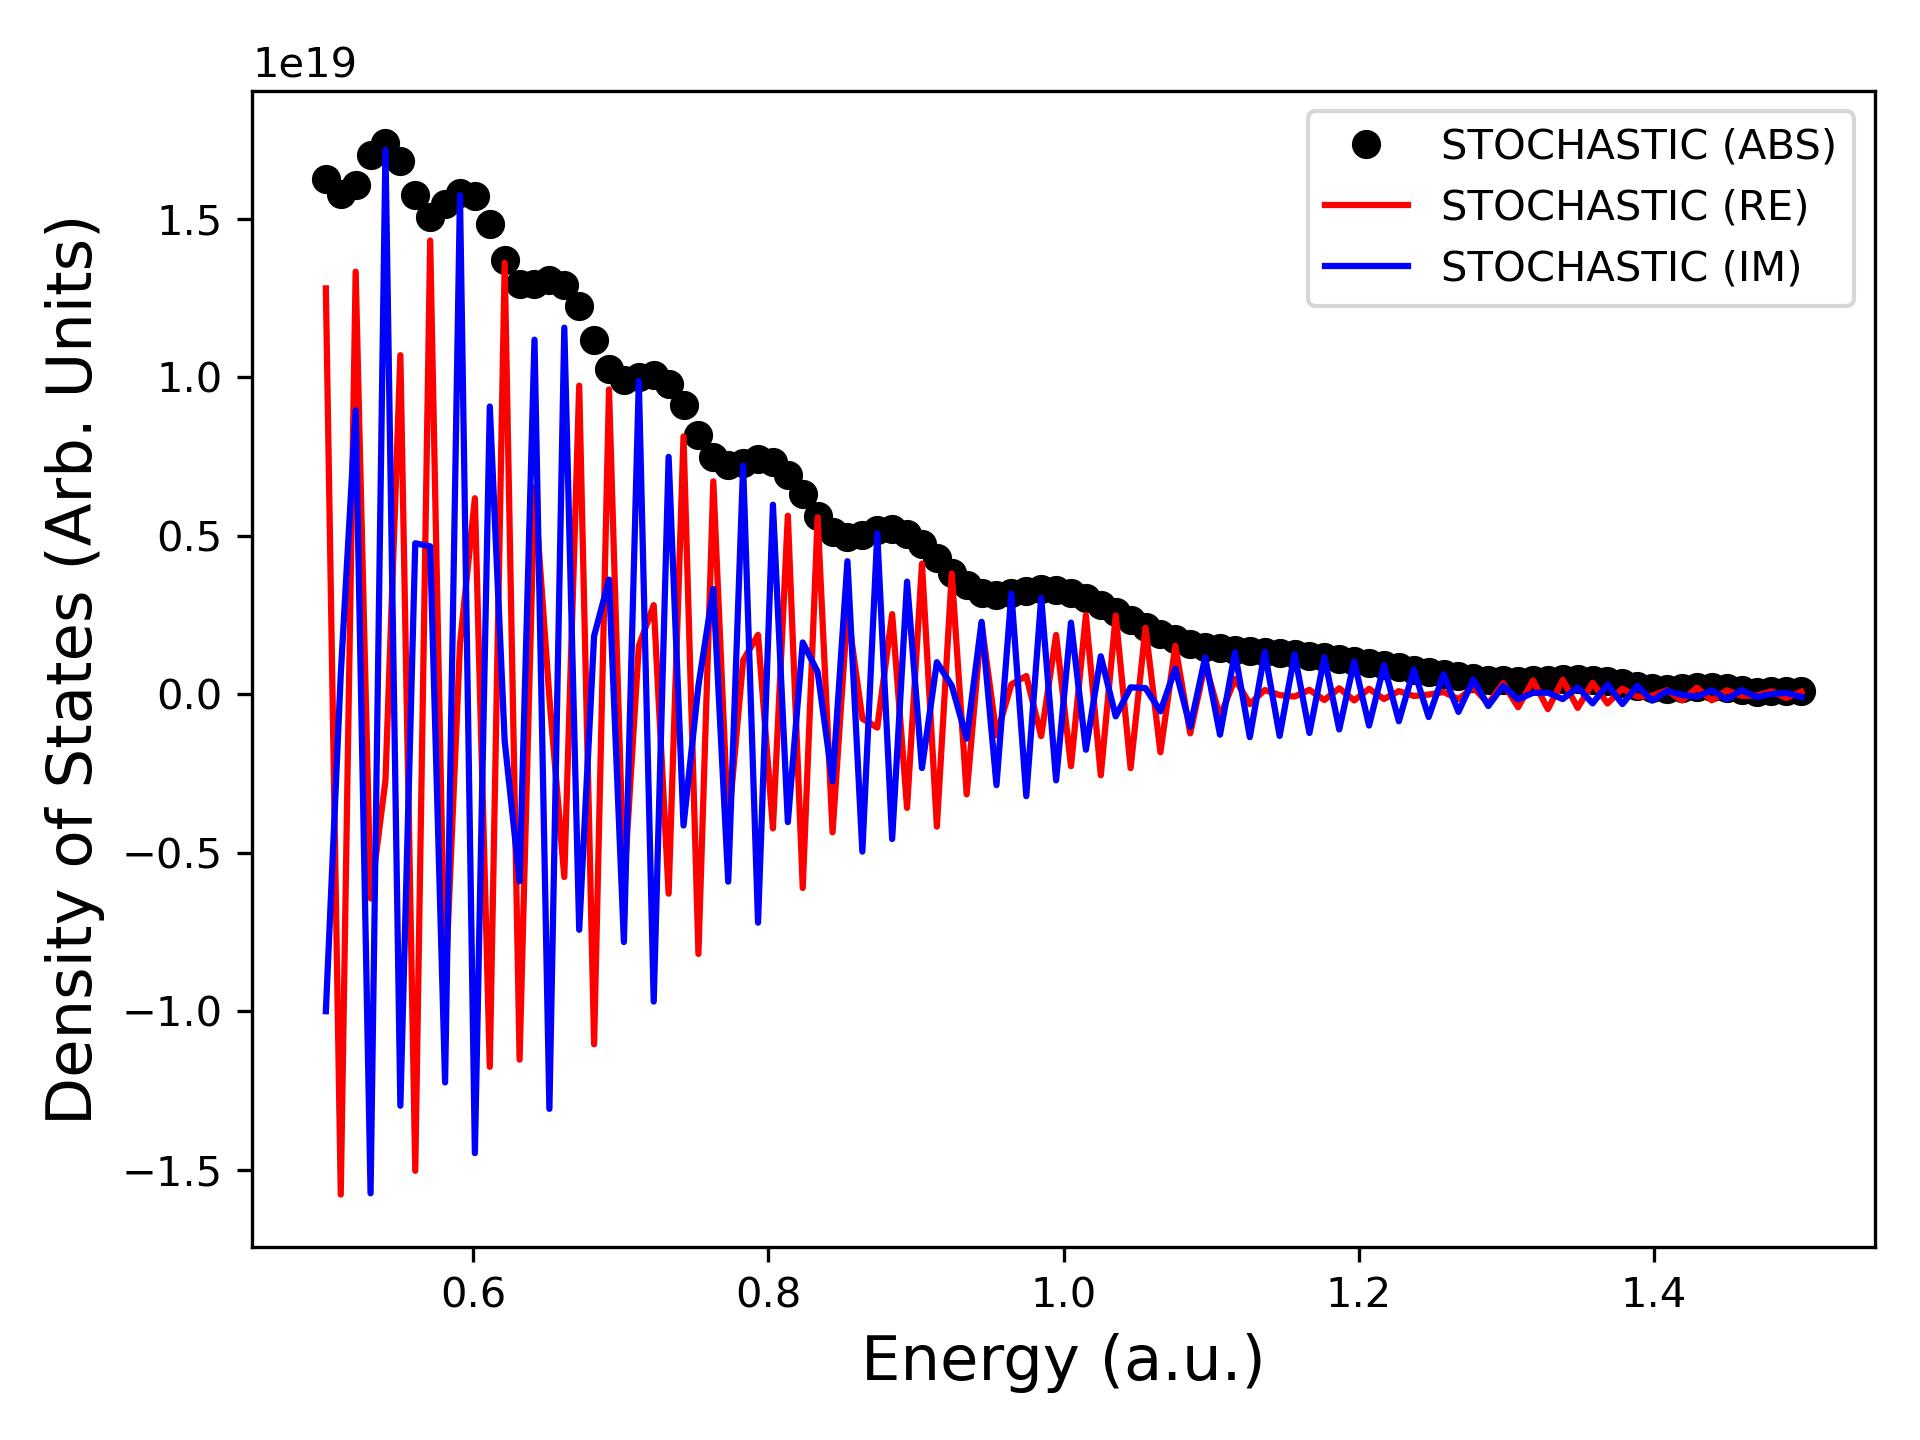 1e19
STOCHASTIC (ABS)
STOCHASTIC (RE)
STOCHASTIC (IM)
Density of States (Arb. Units)
1.5
1.0
0.5
0.0
−0.5
−1.0
−1.5
0.6 0.8 1.0 1.2 1.4
Energy (a.u.)